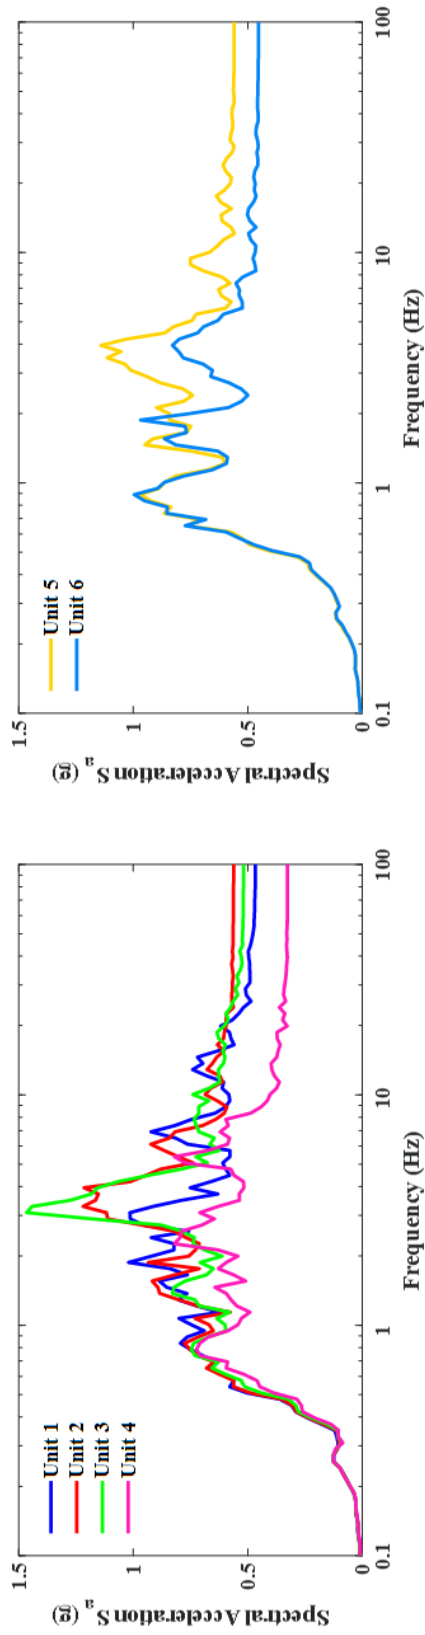 1.5
1
0.5
0
Spectral Acceleration S_a (g)
Unit 1
Unit 2
Unit 3
Unit 4
0.1
1
10
100
Frequency (Hz)
1.5
1
0.5
0
Spectral Acceleration S_a (g)
Unit 5
Unit 6
0.1
1
10
100
Frequency (Hz)